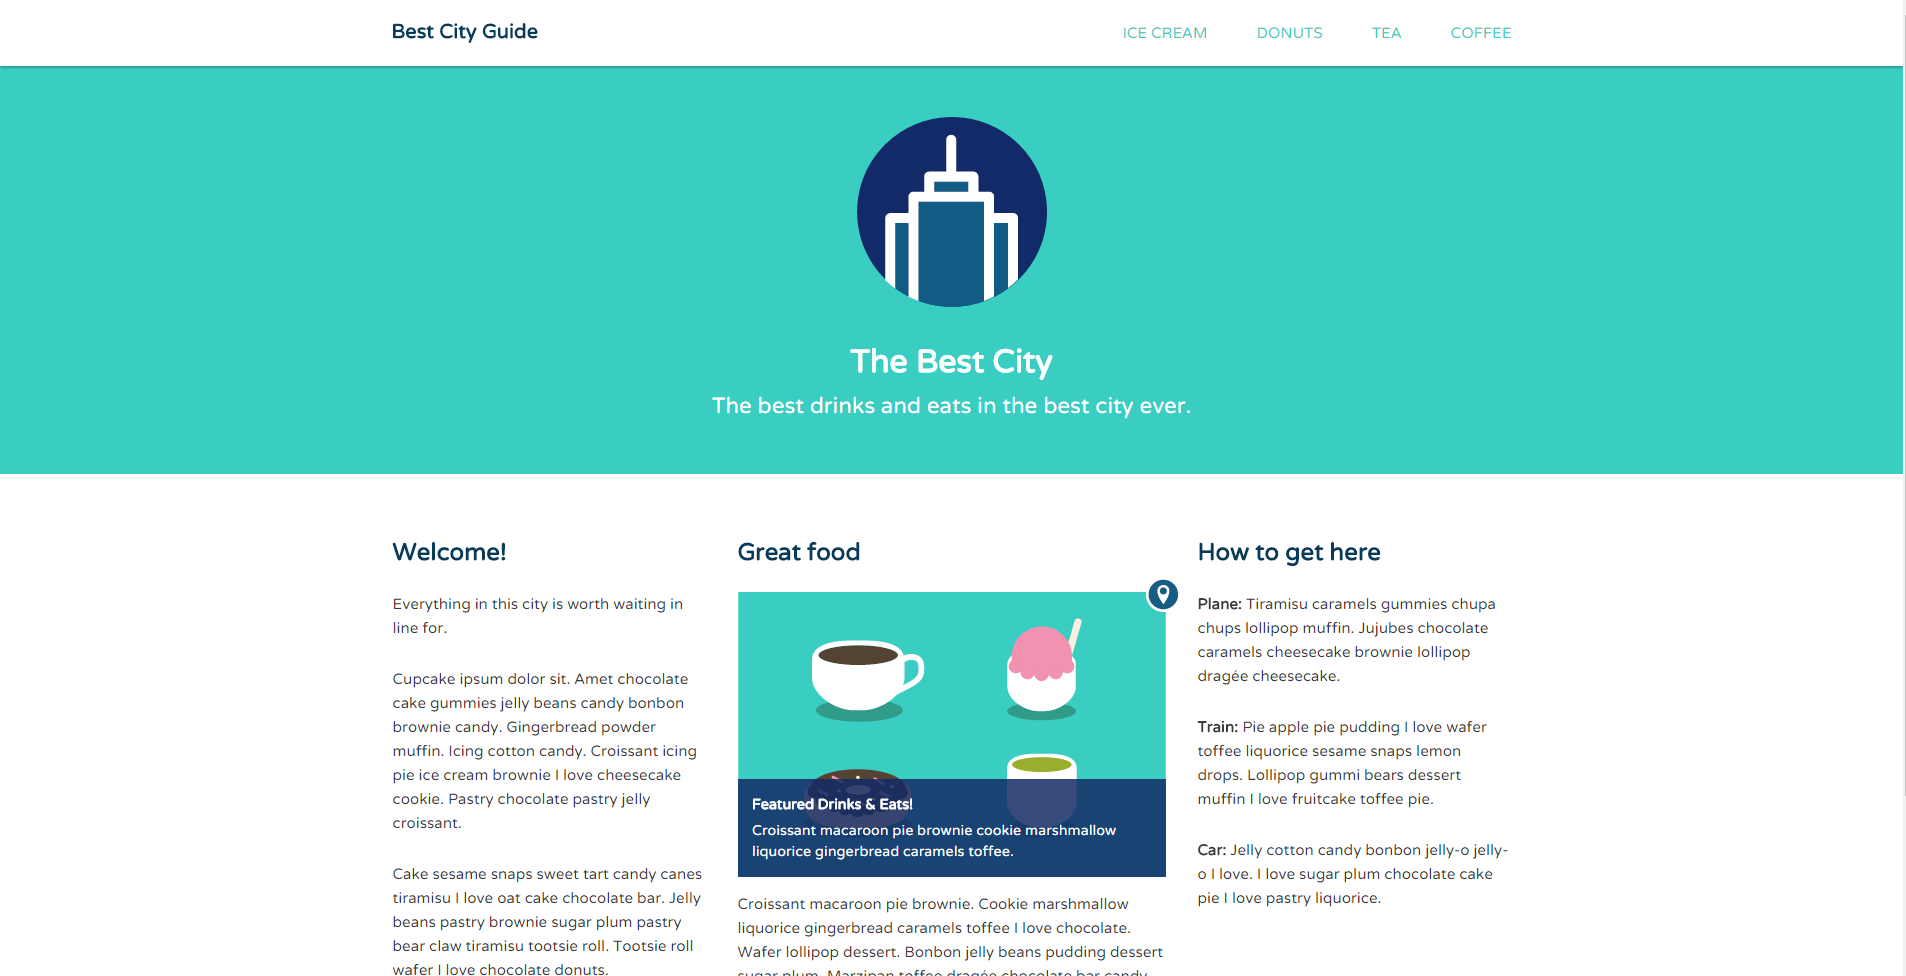 Best City Guide
ICE CREAM DONUTS TEA COFFEE
The Best City
The best drinks and eats in the best city ever.
Welcome!
Everything in this city is worth waiting in
line for.
Cupcake ipsum dolor sit. Amet chocolate
cake gummies jelly beans candy bonbon
brownie candy. Gingerbread powder
muffin. Icing cotton candy. Croissant icing
pie ice cream brownie I love cheesecake
cookie. Pastry chocolate pastry jelly
croissant.
Cake sesame snaps sweet tart candy canes
tiramisu I love oat cake chocolate bar. Jelly
beans pastry brownie sugar plum pastry
bear claw tiramisu tootsie roll. Tootsie roll
wafer I love chocolate donuts.
Great food
Featured Drinks & Eats!
Croissant macaroon pie brownie cookie marshmallow
liquorice gingerbread caramels toffee.
Croissant macaroon pie brownie. Cookie marshmallow
liquorice gingerbread caramels toffee I love chocolate.
Wafer lollipop dessert. Bonbon jelly beans pudding dessert
sugar plum. Marzipan toffee dragée chocolate bar candy
How to get here
Plane: Tiramisu caramels gummies chupa
chups lollipop muffin. Jujubes chocolate
caramels cheesecake brownie lollipop
dragée cheesecake.
Train: Pie apple pie pudding I love wafer
toffee liquorice sesame snaps lemon
drops. Lollipop gummi bears dessert
muffin I love fruitcake toffee pie.
Car: Jelly cotton candy bonbon jelly-o jelly-
o I love. I love sugar plum chocolate cake
pie I love pastry liquorice.